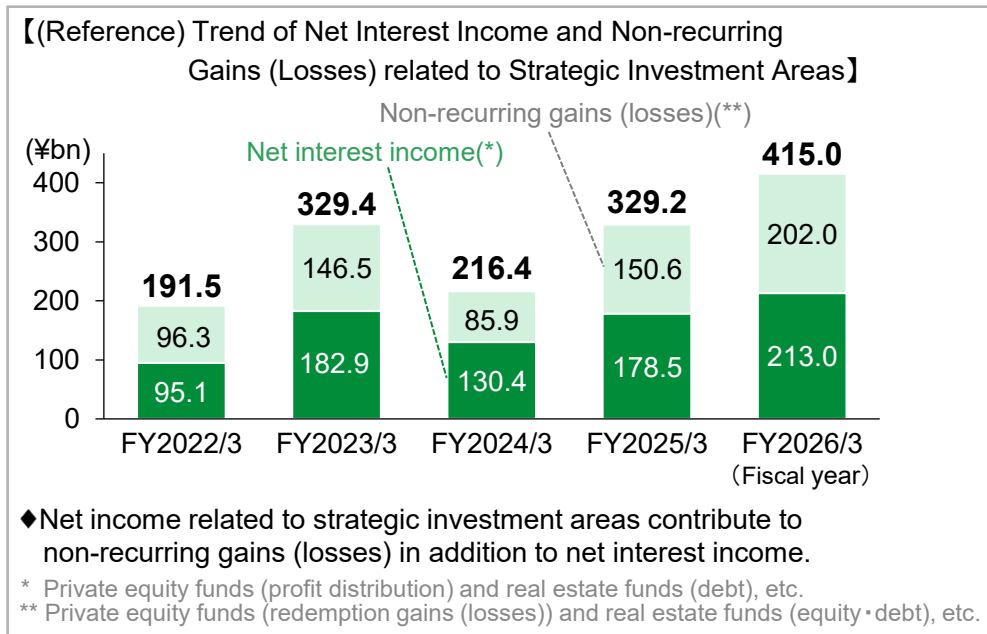 【(Reference) Trend of Net Interest Income and Non-recurring
Gains (Losses) related to Strategic Investment Areas】
Non-recurring gains (losses)(**)
(¥bn)
Net interest income(*)
415.0
400
329.4
329.2
300
202.0
146.5
216.4
150.6
191.5
200
96.3
85.9
100
95.1
182.9
130.4
178.5
213.0
0
FY2022/3 FY2023/3 FY2024/3 FY2025/3 FY2026/3
（Fiscal year）
♦Net income related to strategic investment areas contribute to
non-recurring gains (losses) in addition to net interest income.
* Private equity funds (profit distribution) and real estate funds (debt), etc.
** Private equity funds (redemption gains (losses)) and real estate funds (equity・debt), etc.